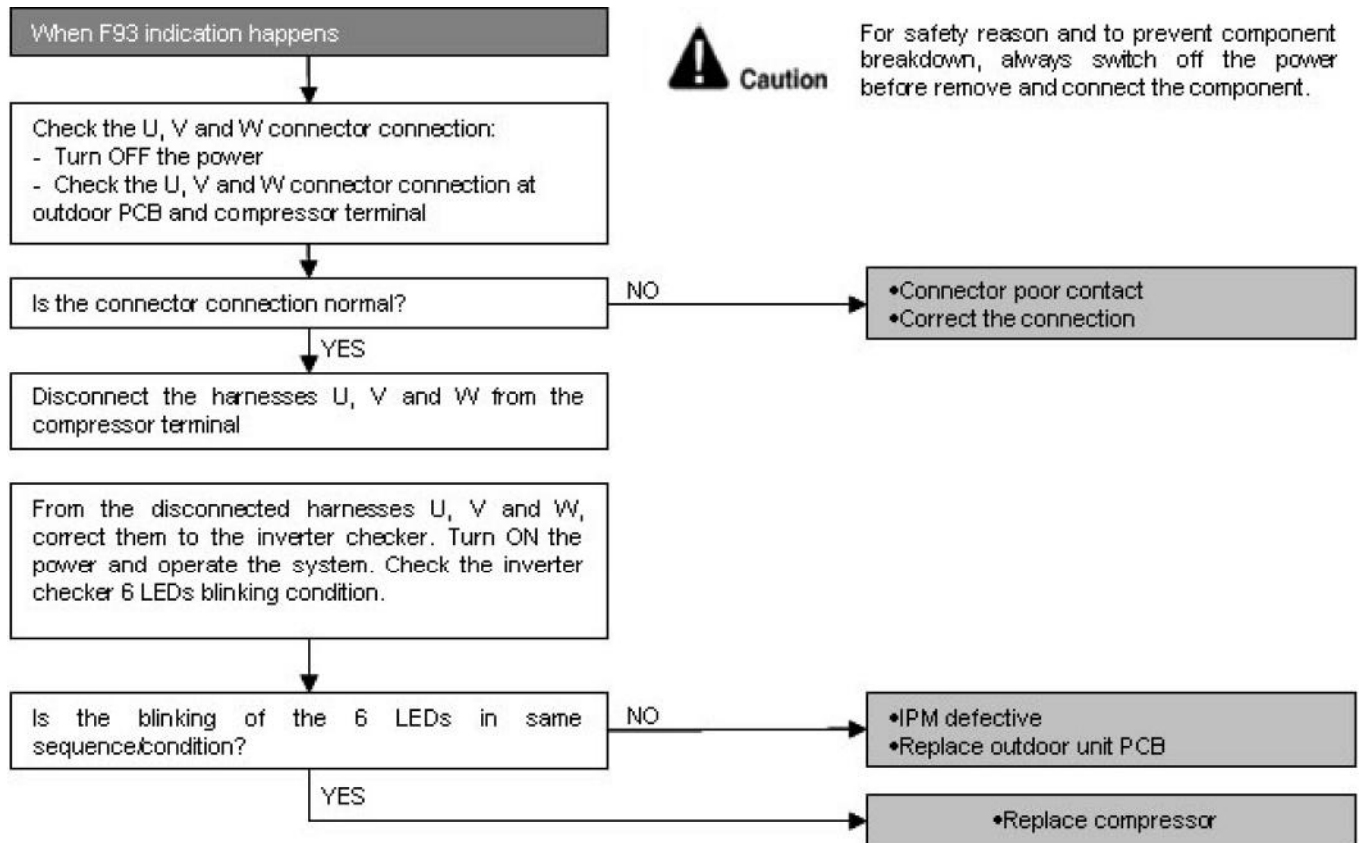 When F93 indication happens
Caution
For safety reason and to prevent component
breakdown, always switch off the power
before remove and connect the component.
Check the U, V and W connector connection:
- Turn OFF the power
- Check the U, V and W connector connection at
outdoor PCB and compressor terminal
Is the connector connection normal?
NO
•Connector poor contact
•Correct the connection
YES
Disconnect the harnesses U, V and W from the
compressor terminal
From the disconnected harnesses U, V and W,
correct them to the inverter checker. Turn ON the
power and operate the system. Check the inverter
checker 6 LEDs blinking condition.
Is the blinking of the 6 LEDs in same
sequence/condition?
NO
•IPM defective
•Replace outdoor unit PCB
YES
•Replace compressor